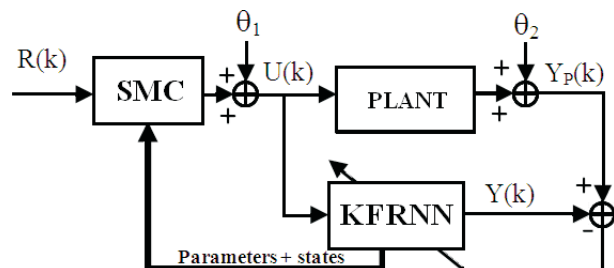 θ1
θ2
R(k)
SMC
+
+
U(k)
PLANT
+
+
YP(k)
KFRNN
Y(k)
+
-
Parameters + states